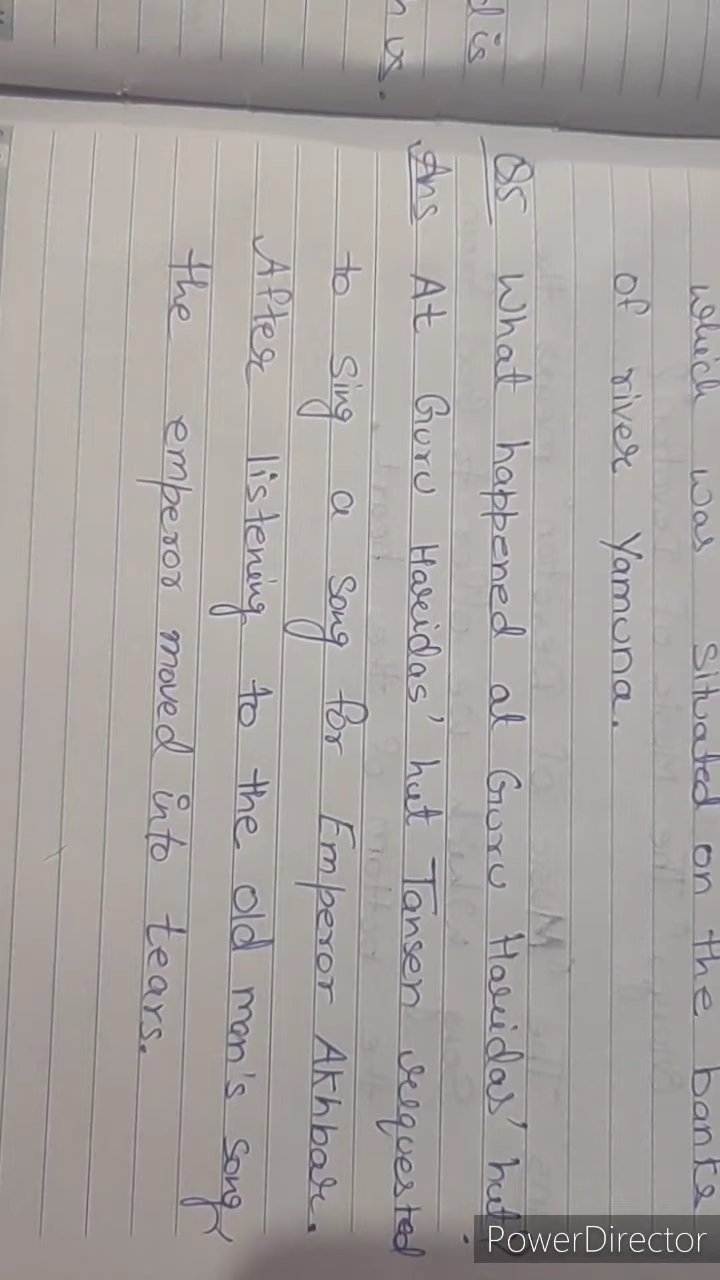 d is
n us.
which was situated on the banks
of river Yamuna.
Q5 What happened at Guru Haridas' hut?
Ans At Guru Haridas' hut Tansen requested
to sing a song for Emperor Akhbar.
After listening to the old man's song
the emperor moved into tears.
PowerDirector